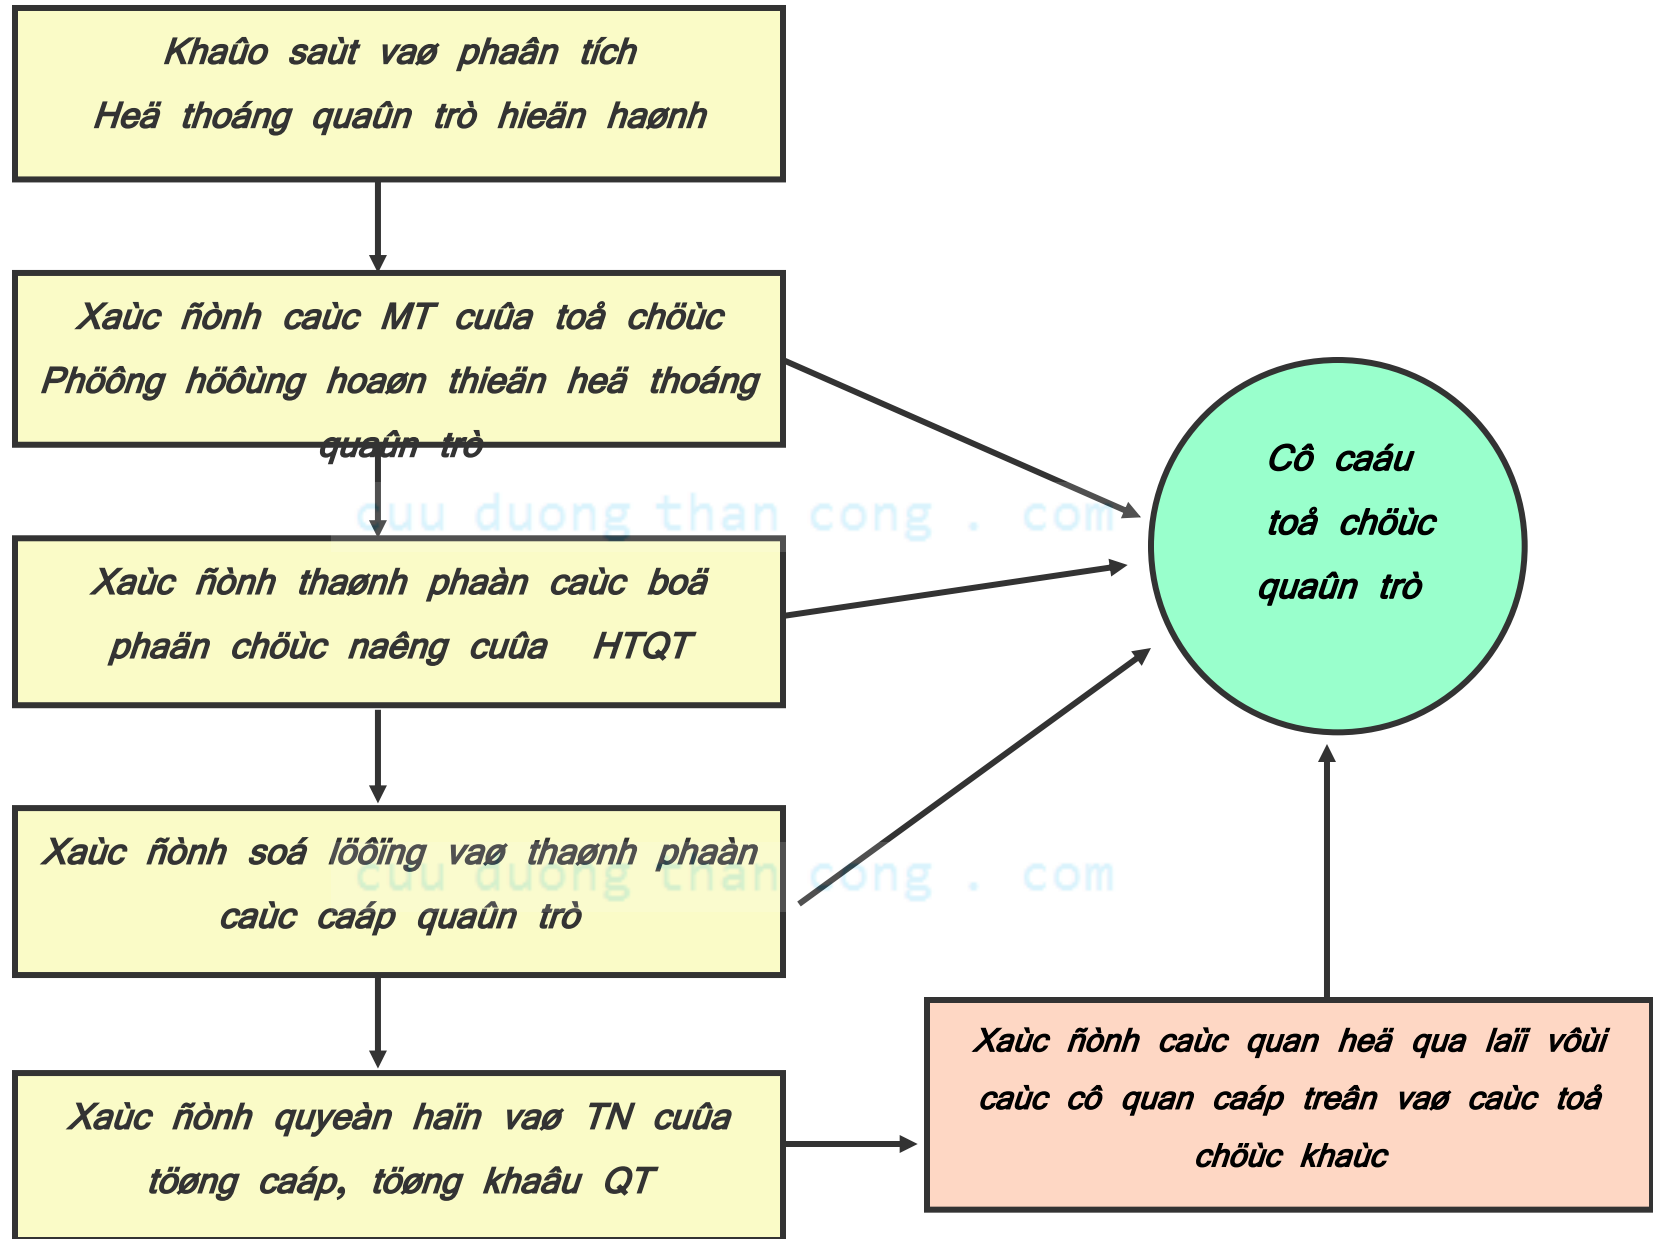 Khaûo saùt vaø phaân tích
Heä thoáng quaûn trò hieän haønh
Xaùc ñònh caùc MT cuûa toå chöùc
Phöông höôùng hoaøn thieän heä thoáng
quaûn trò
Cô caáu
toå chöùc
quaûn trò
cuu duong than cong . com
Xaùc ñònh thaønh phaàn caùc boä
phaän chöùc naêng cuûa HTQT
Xaùc ñònh soá löôïng vaø thaønh phaàn
caùc caáp quaûn trò
cuu duong than cong . com
Xaùc ñònh quyeàn haïn vaø TN cuûa
töøng caáp, töøng khaâu QT
Xaùc ñònh caùc quan heä qua laïi vôùi
caùc cô quan caáp treân vaø caùc toå
chöùc khaùc